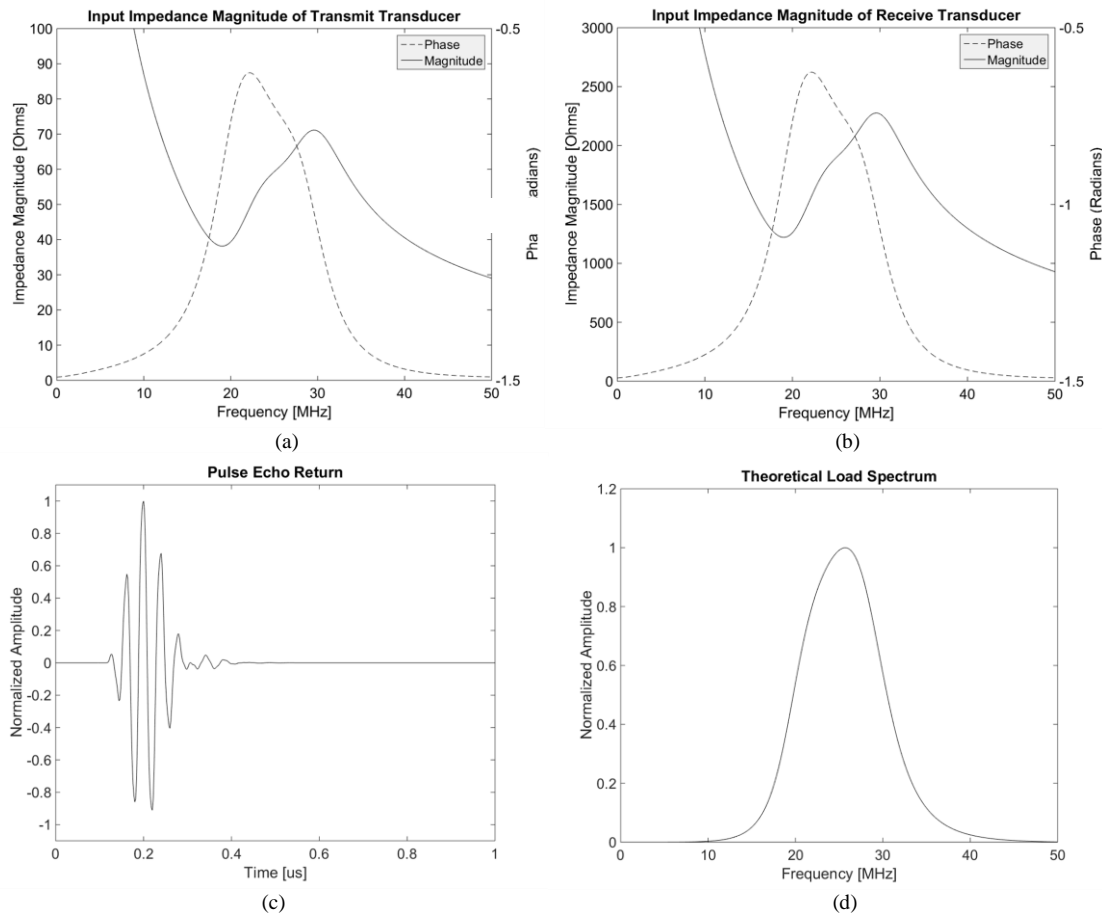 Input Impedance Magnitude of Transmit Transducer
100
90
80
70
60
50
40
30
20
10
0
Impedance Magnitude [Ohms]
-0.5
-1.5
Pha
adians)
Phase
Magnitude
0
10
20
30
40
50
Frequency [MHz]
(a)
Input Impedance Magnitude of Receive Transducer
3000
2500
2000
1500
1000
500
0
Impedance Magnitude [Ohms]
-0.5
-1
-1.5
Phase (Radians)
Phase
Magnitude
0
10
20
30
40
50
Frequency [MHz]
(b)
Pulse Echo Return
1
0.8
0.6
0.4
0.2
0
-0.2
-0.4
-0.6
-0.8
-1
Normalized Amplitude
0
0.2
0.4
0.6
0.8
1
Time [us]
(c)
Theoretical Load Spectrum
1.2
1
0.8
0.6
0.4
0.2
0
Normalized Amplitude
0
10
20
30
40
50
Frequency [MHz]
(d)